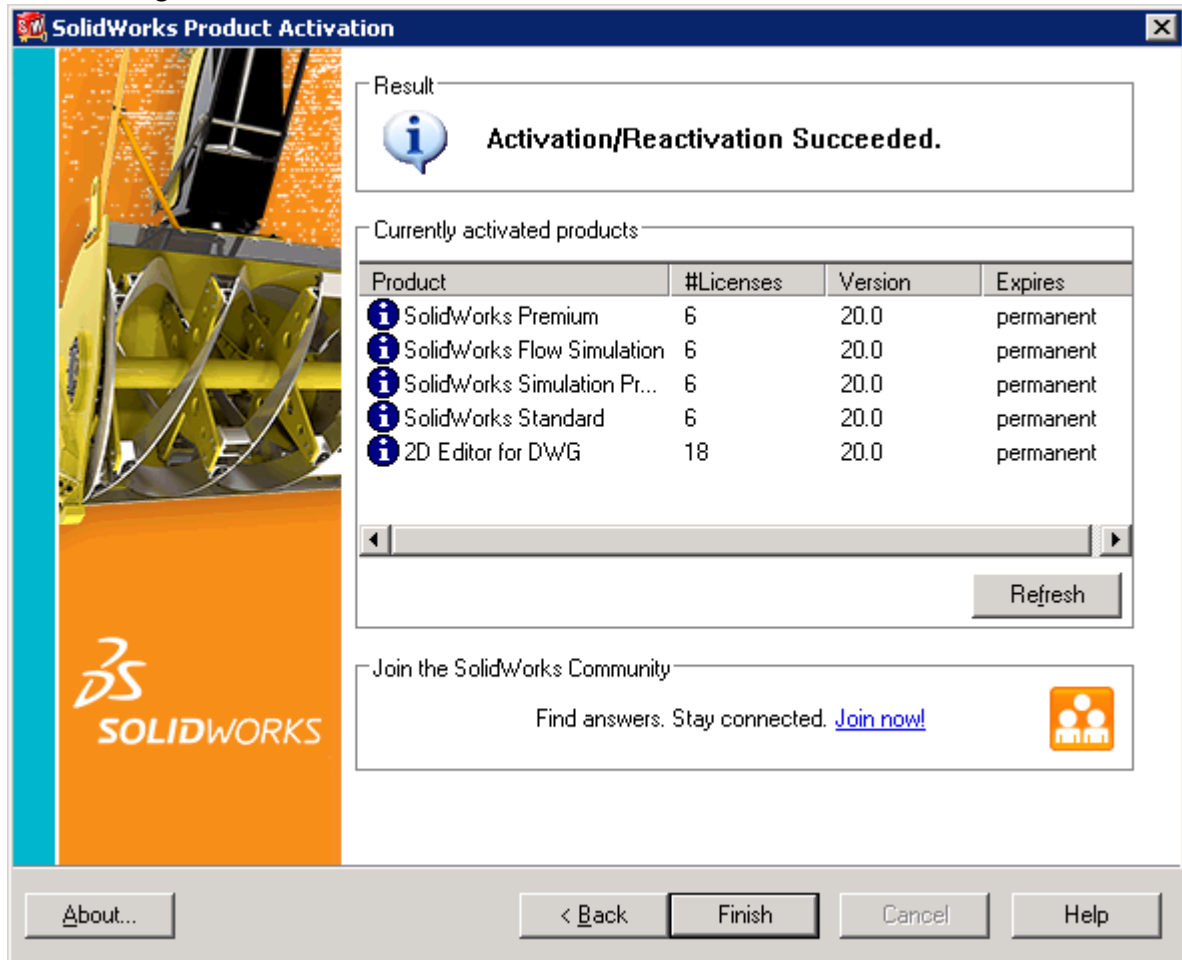 SolidWorks Product Activation
Result
Activation/Reactivation Succeeded.
Currently activated products
Product #Licenses Version Expires
SolidWorks Premium 6 20.0 permanent
SolidWorks Flow Simulation 6 20.0 permanent
SolidWorks Simulation Pr... 6 20.0 permanent
SolidWorks Standard 6 20.0 permanent
2D Editor for DWG 18 20.0 permanent
Refresh
Join the SolidWorks Community
Find answers. Stay connected. Join now!
SOLIDWORKS
About... < Back Finish Cancel Help